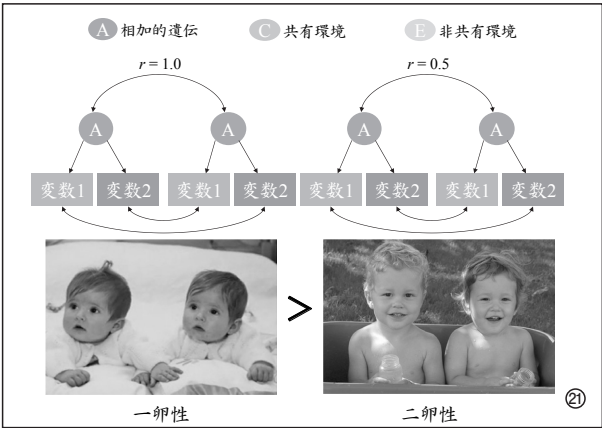 A 相加的遺伝 C 共有環境 E 非共有環境
r = 1.0 r = 0.5
A A A A
変数1 変数2 変数1 変数2 変数1 変数2 変数1 変数2
>
一卵性 二卵性
㉑